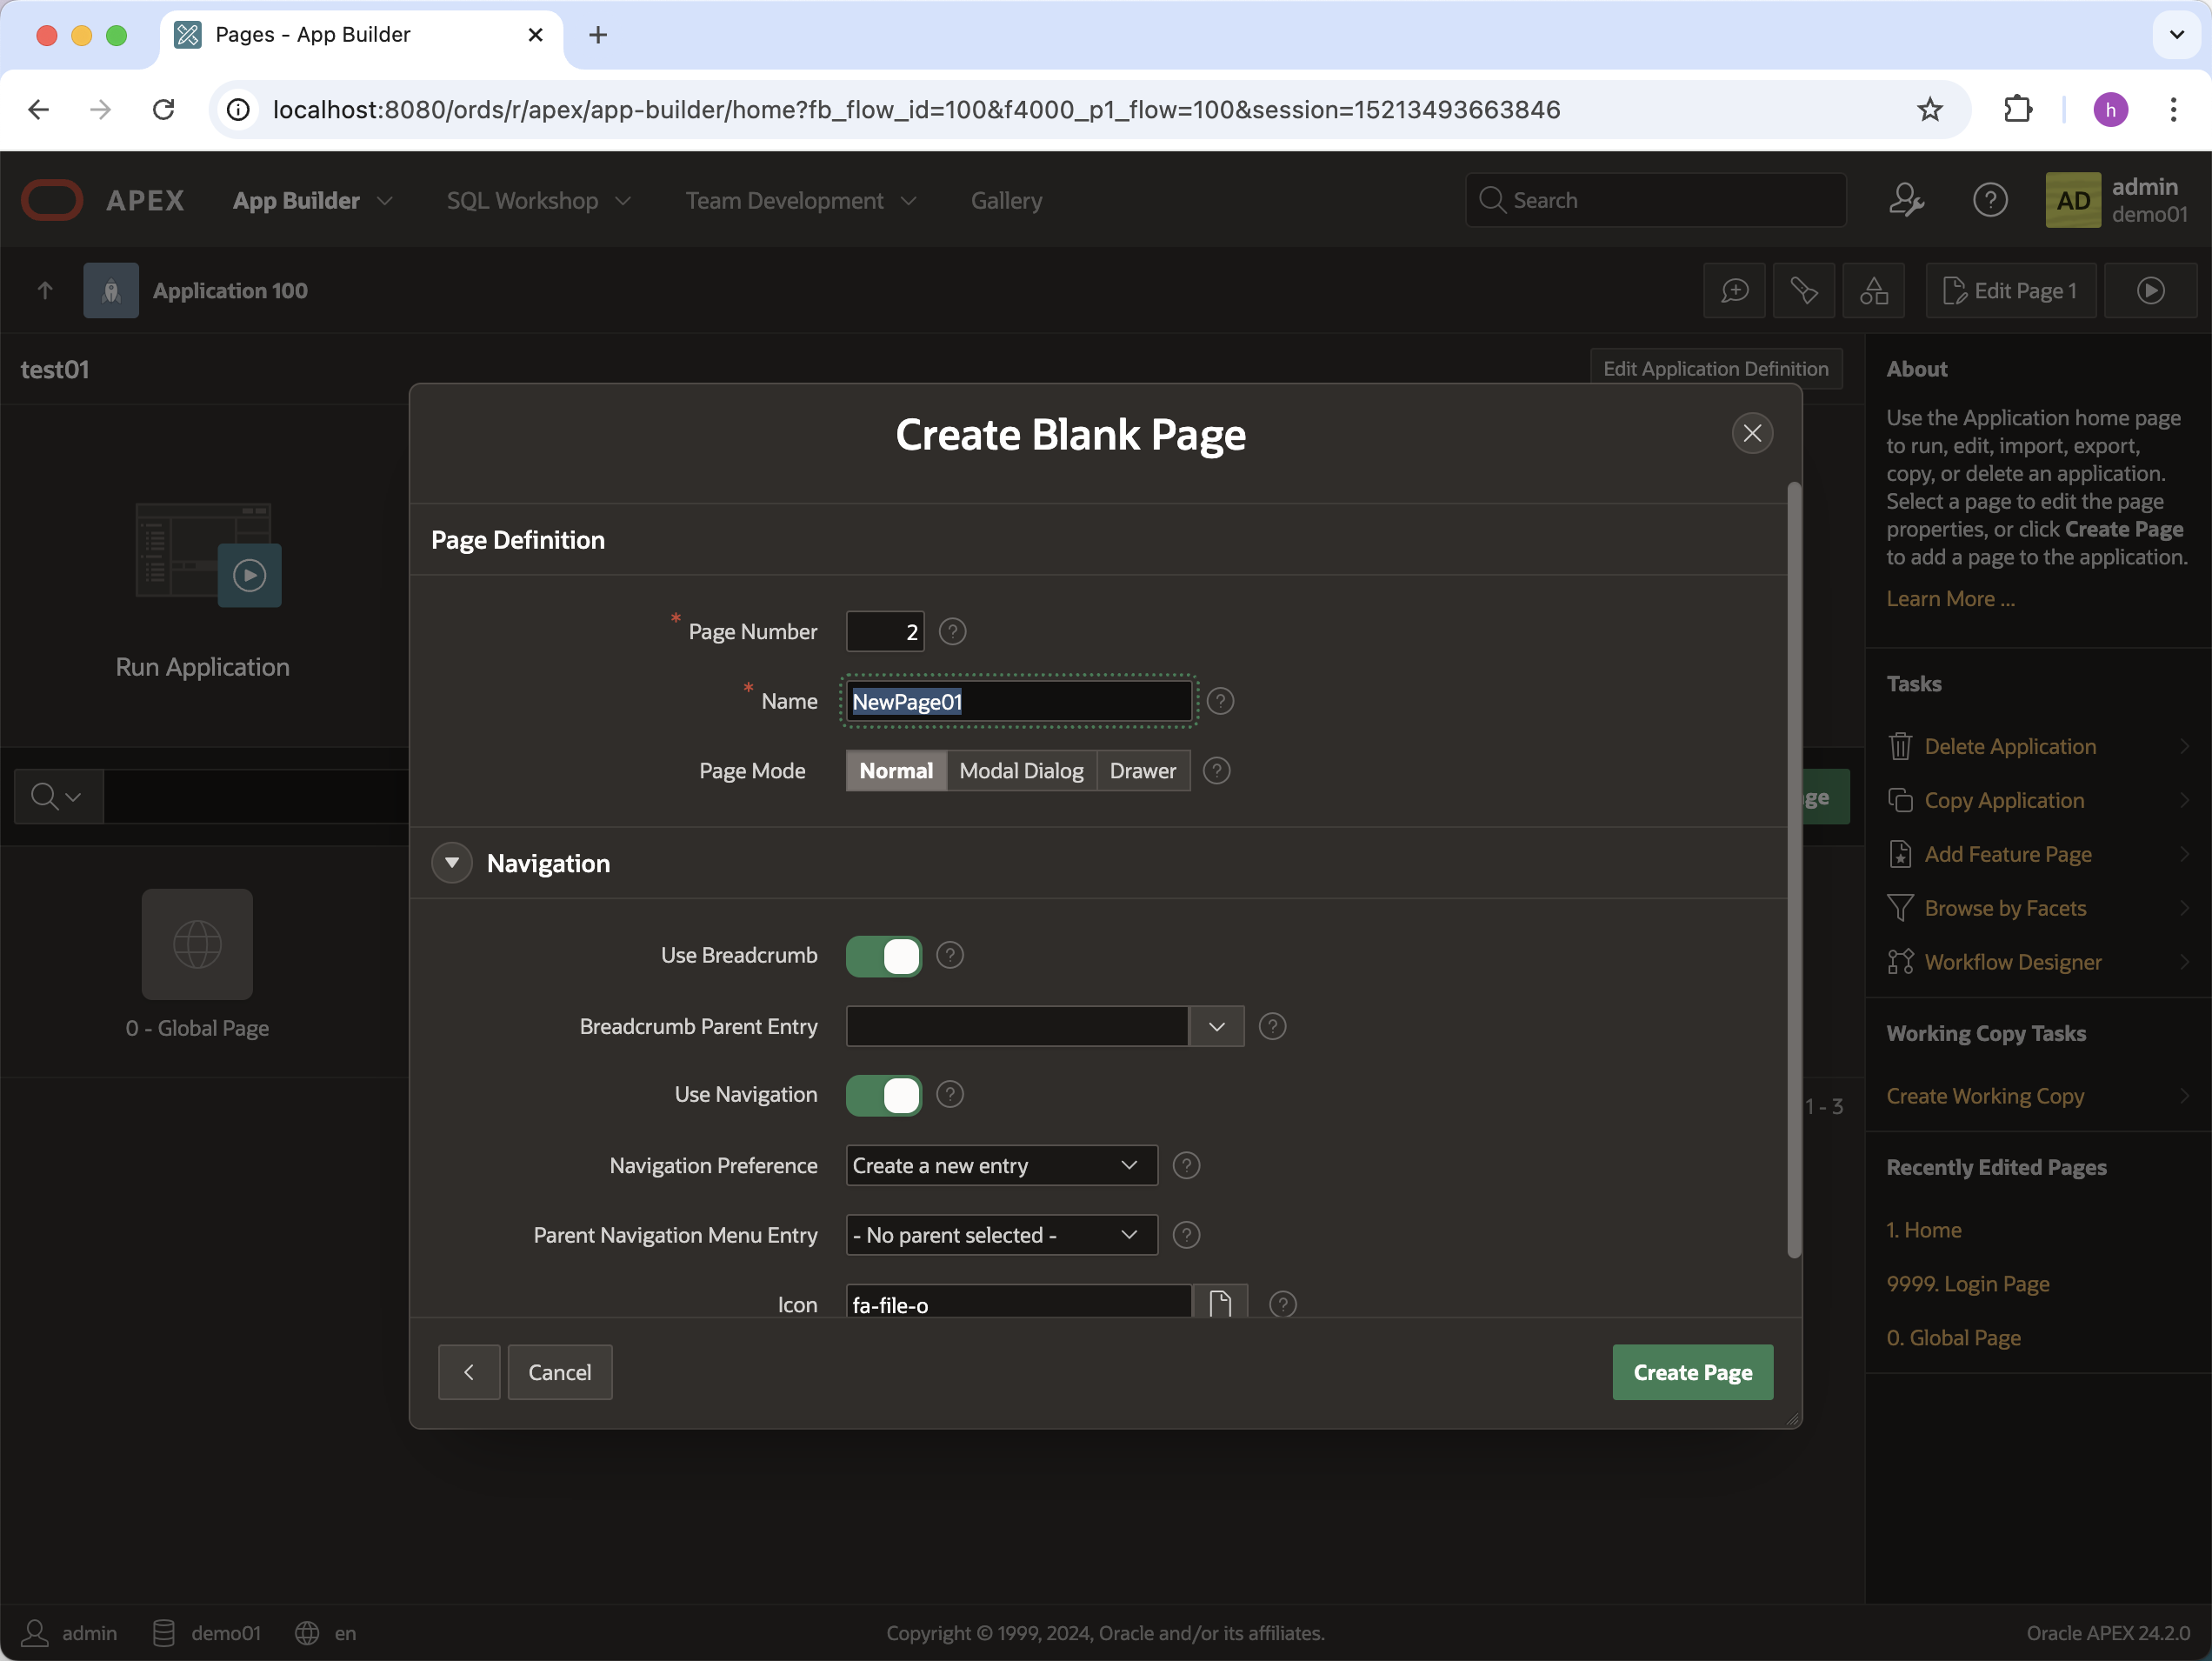 Pages - App Builder
localhost:8080/ords/r/apex/app-builder/home?fb_flow_id=100&f4000_p1_flow=100&session=15213493663846
h
APEX
App Builder
SQL Workshop
Team Development
Gallery
Search
AD
admin
demo01
Application 100
Edit Page 1
test01
Edit Application Definition
Run Application
0 - Global Page
Create Blank Page
Page Definition
* Page Number
2
* Name
NewPage01
Page Mode
Normal
Modal Dialog
Drawer
Navigation
Use Breadcrumb
Breadcrumb Parent Entry
Use Navigation
Navigation Preference
Create a new entry
Parent Navigation Menu Entry
- No parent selected -
Icon
fa-file-o
Cancel
Create Page
1 - 3
About
Use the Application home page
to run, edit, import, export,
copy, or delete an application.
Select a page to edit the page
properties, or click Create Page
to add a page to the application.
Learn More ...
Tasks
Delete Application
Copy Application
Add Feature Page
Browse by Facets
Workflow Designer
Working Copy Tasks
Create Working Copy
Recently Edited Pages
1. Home
9999. Login Page
0. Global Page
admin
demo01
en
Copyright © 1999, 2024, Oracle and/or its affiliates.
Oracle APEX 24.2.0